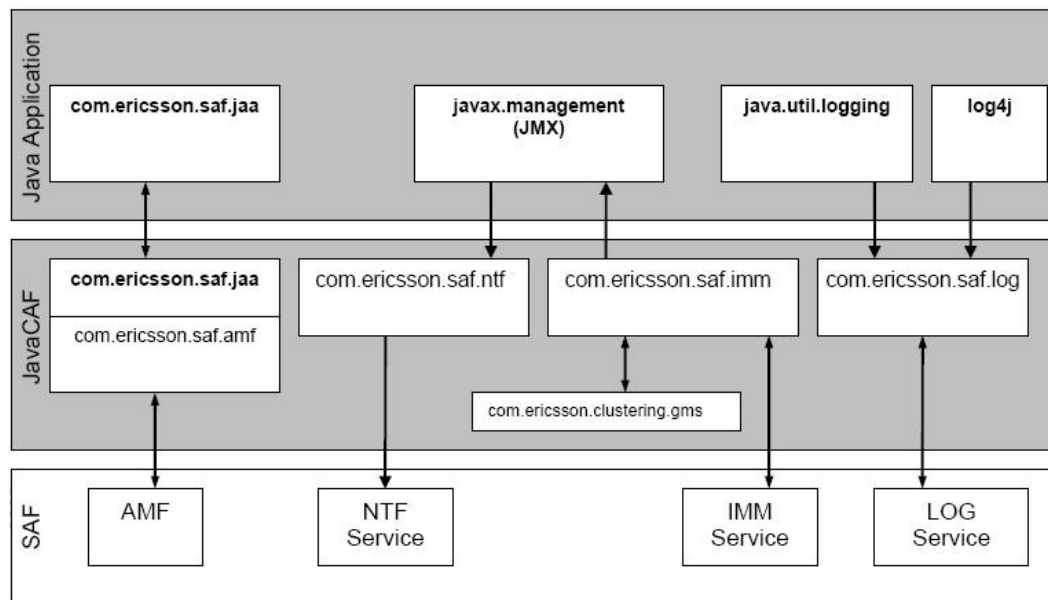 Java Application
com.ericsson.saf.jaa
javax.management
(JMX)
java.util.logging
log4j
JavaCAF
com.ericsson.saf.jaa
com.ericsson.saf.amf
com.ericsson.saf.ntf
com.ericsson.saf.imm
com.ericsson.saf.log
com.ericsson.clustering.gms
SAF
AMF
NTF
Service
IMM
Service
LOG
Service